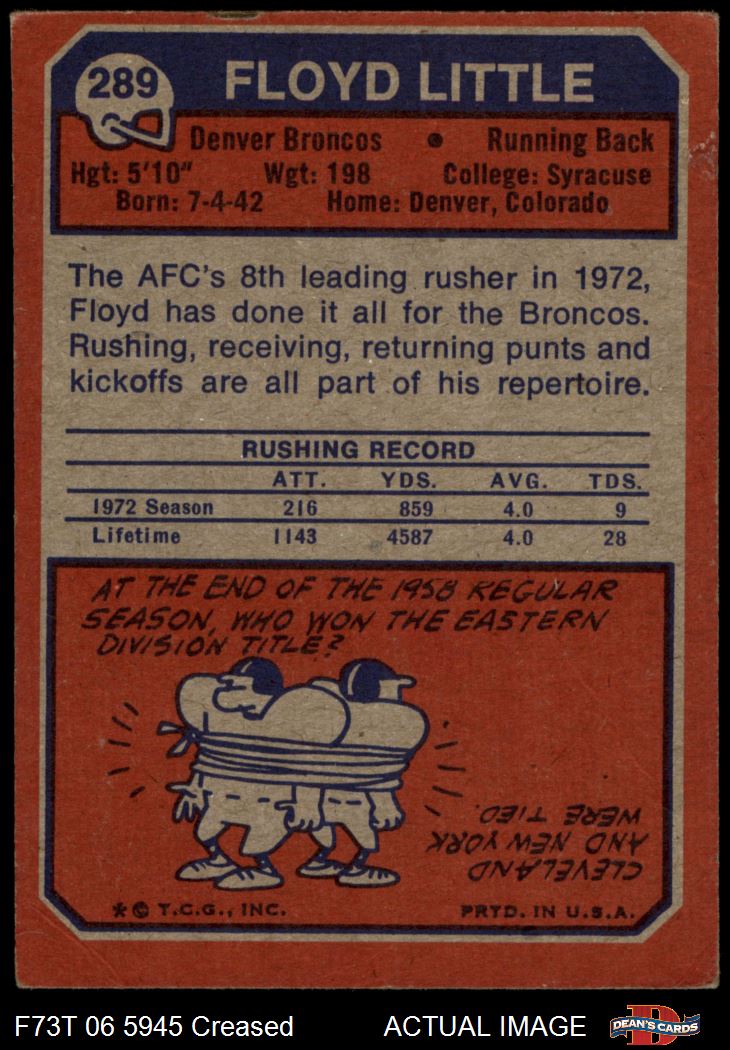 289
FLOYD LITTLE
Denver Broncos • Running Back
Hgt: 5'10" Wgt: 198 College: Syracuse
Born: 7-4-42 Home: Denver, Colorado
The AFC's 8th leading rusher in 1972,
Floyd has done it all for the Broncos.
Rushing, receiving, returning punts and
kickoffs are all part of his repertoire.
RUSHING RECORD
ATT. YDS. AVG. TDS.
1972 Season 216 859 4.0 9
Lifetime 1143 4587 4.0 28
AT THE END OF THE 1958 REGULAR
SEASON, WHO WON THE EASTERN
DIVISION TITLE?
CLEVELAND
AND NEW YORK
WERE TIED.
* © T.C.G., INC. PRTD. IN U.S.A.
F73T 06 5945 Creased ACTUAL IMAGE DEAN'S CARDS